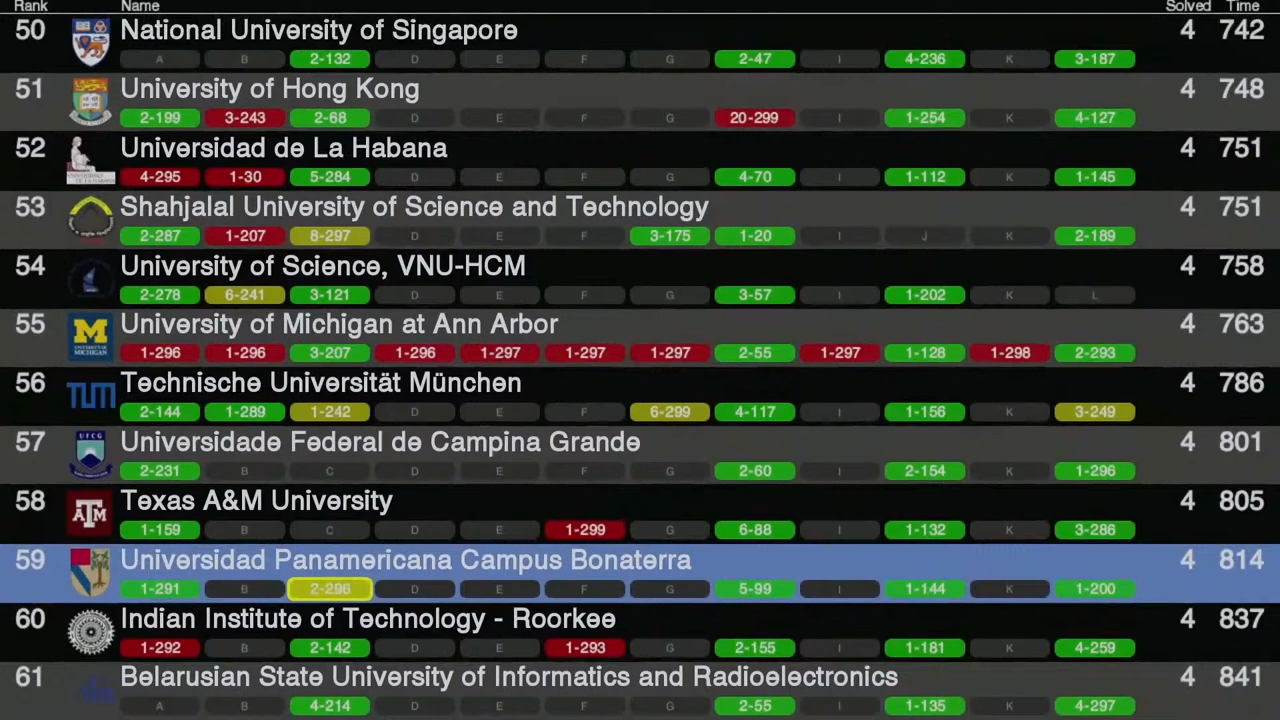 Rank Name Solved Time
50 National University of Singapore 4 742
A B 2-132 D E F G 2-47 I 4-236 K 3-187
51 University of Hong Kong 4 748
2-199 3-243 2-68 D E F G 20-299 I 1-254 K 4-127
52 Universidad de La Habana 4 751
4-295 1-30 5-284 D E F G 4-70 I 1-112 K 1-145
53 Shahjalal University of Science and Technology 4 751
2-287 1-207 8-297 D E F 3-175 1-20 I J K 2-189
54 University of Science, VNU-HCM 4 758
2-278 6-241 3-121 D E F G 3-57 I 1-202 K L
55 M UNIVERSITY OF MICHIGAN University of Michigan at Ann Arbor 4 763
1-296 1-296 3-207 1-296 1-297 1-297 1-297 2-55 1-297 1-128 1-298 2-293
56 TUM Technische Universität München 4 786
2-144 1-289 1-242 D E F 6-299 4-117 I 1-156 K 3-249
57 UFCG Universidade Federal de Campina Grande 4 801
2-231 B C D E F G 2-60 I 2-154 K 1-296
58 ATM Texas A&M University 4 805
1-159 B C D E 1-299 G 6-88 I 1-132 K 3-286
59 Universidad Panamericana Campus Bonaterra 4 814
1-291 B 2-296 D E F G 5-99 I 1-144 K 1-200
60 Indian Institute of Technology - Roorkee 4 837
1-292 B 2-142 D E 1-293 G 2-155 I 1-181 K 4-259
61 Belarusian State University of Informatics and Radioelectronics 4 841
A B 4-214 D E F G 2-55 I 1-135 K 4-297